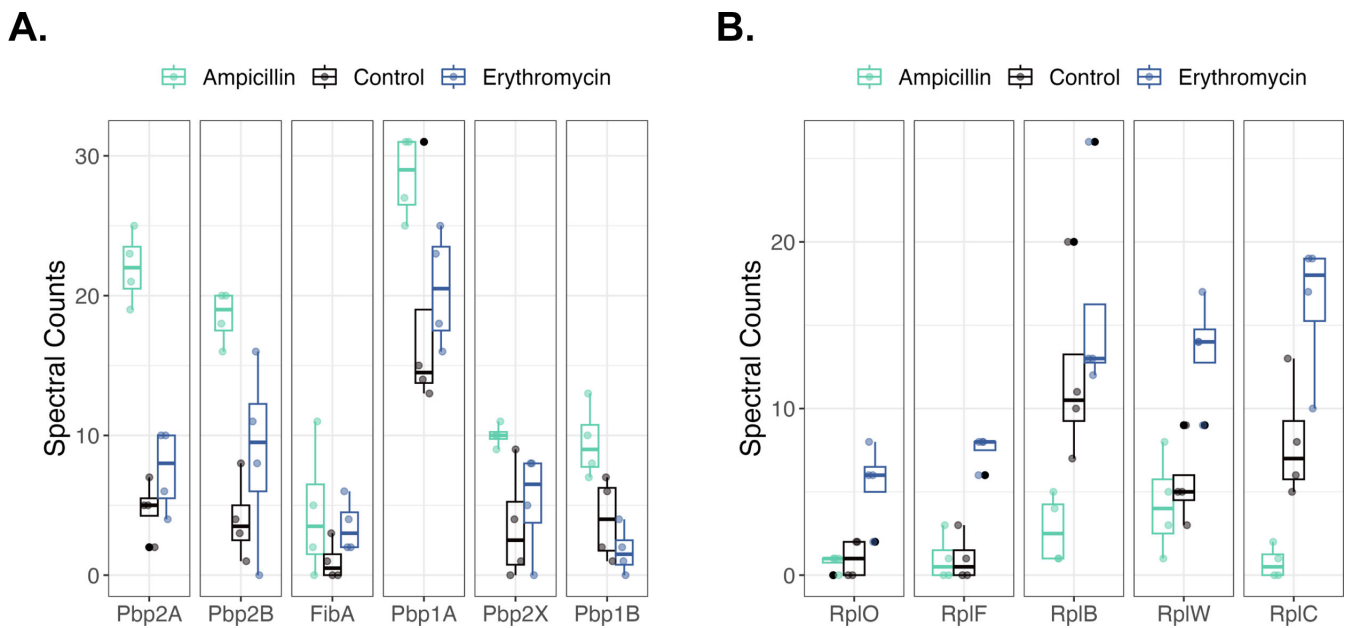 A.
Ampicillin Control Erythromycin
Spectral Counts
30
20
10
0
Pbp2A Pbp2B FibA Pbp1A Pbp2X Pbp1B
B.
Ampicillin Control Erythromycin
Spectral Counts
20
10
0
RplO RplF RplB RplW RplC